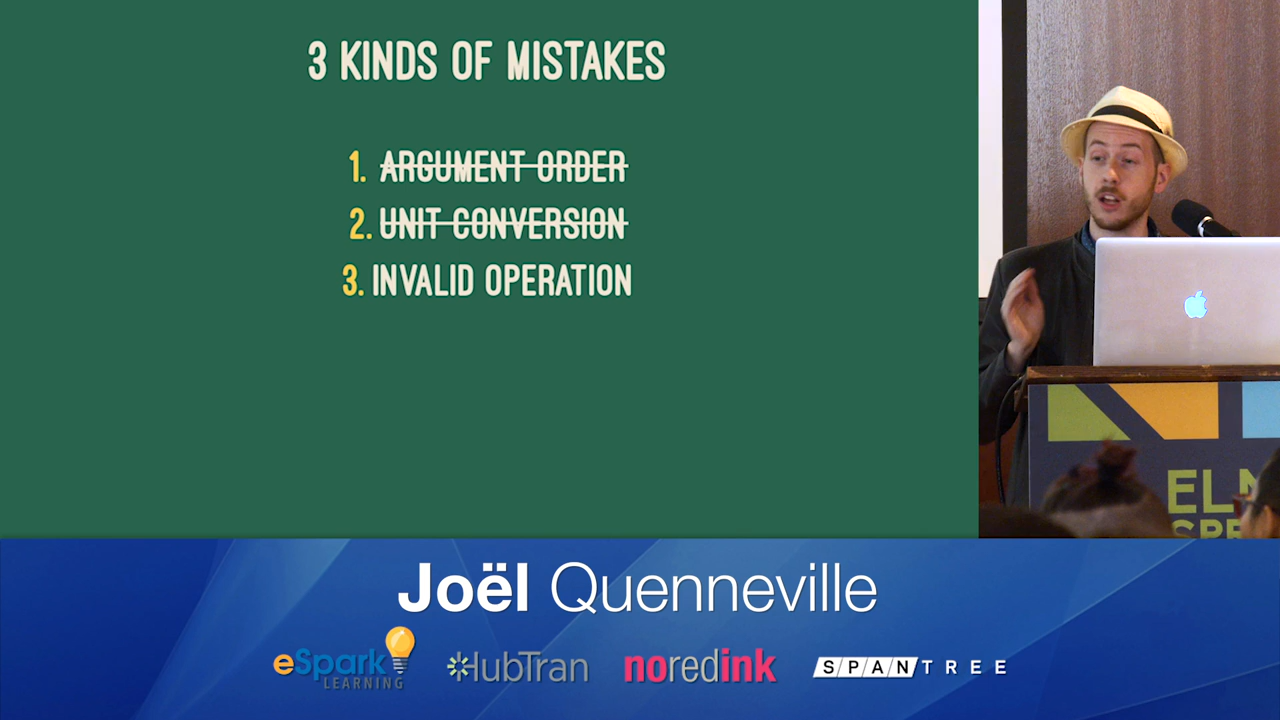 3 KINDS OF MISTAKES
1. ARGUMENT ORDER
2. UNIT CONVERSION
3. INVALID OPERATION
Joël Quenneville
eSpark LEARNING
HubTran
noredink
SPANTREE